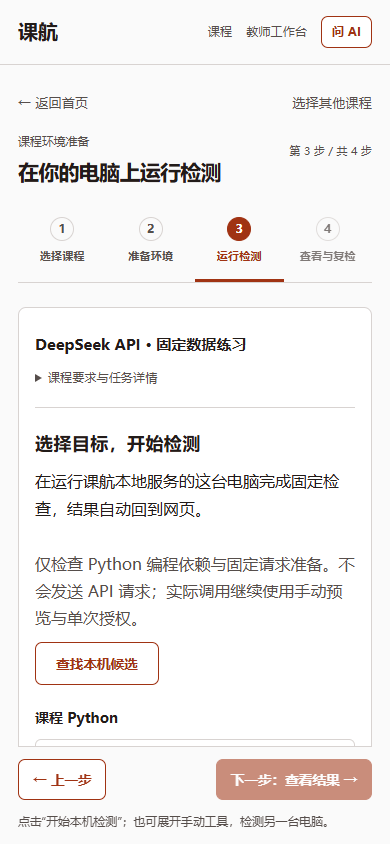 课航
课程 教师工作台 问 AI
← 返回首页 选择其他课程
课程环境准备
第 3 步 / 共 4 步
在你的电脑上运行检测
1 2 3 4
选择课程 准备环境 运行检测 查看与复检
DeepSeek API · 固定数据练习
▶ 课程要求与任务详情
选择目标，开始检测
在运行课航本地服务的这台电脑完成固定检
查，结果自动回到网页。
仅检查 Python 编程依赖与固定请求准备。不
会发送 API 请求；实际调用继续使用手动预
览与单次授权。
查找本机候选
课程 Python
← 上一步 下一步：查看结果 →
点击“开始本机检测”；也可展开手动工具，检测另一台电脑。